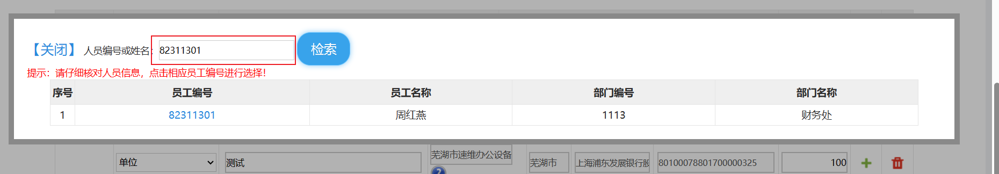 【关闭】 人员编号或姓名: 82311301 检索
提示：请仔细核对人员信息，点击相应员工编号进行选择!
序号 员工编号 员工名称 部门编号 部门名称
1 82311301 周红燕 1113 财务处
单位 测试 芜湖市速维办公设备 芜湖市 上海浦东发展银行股 80100078801700000325 100
?